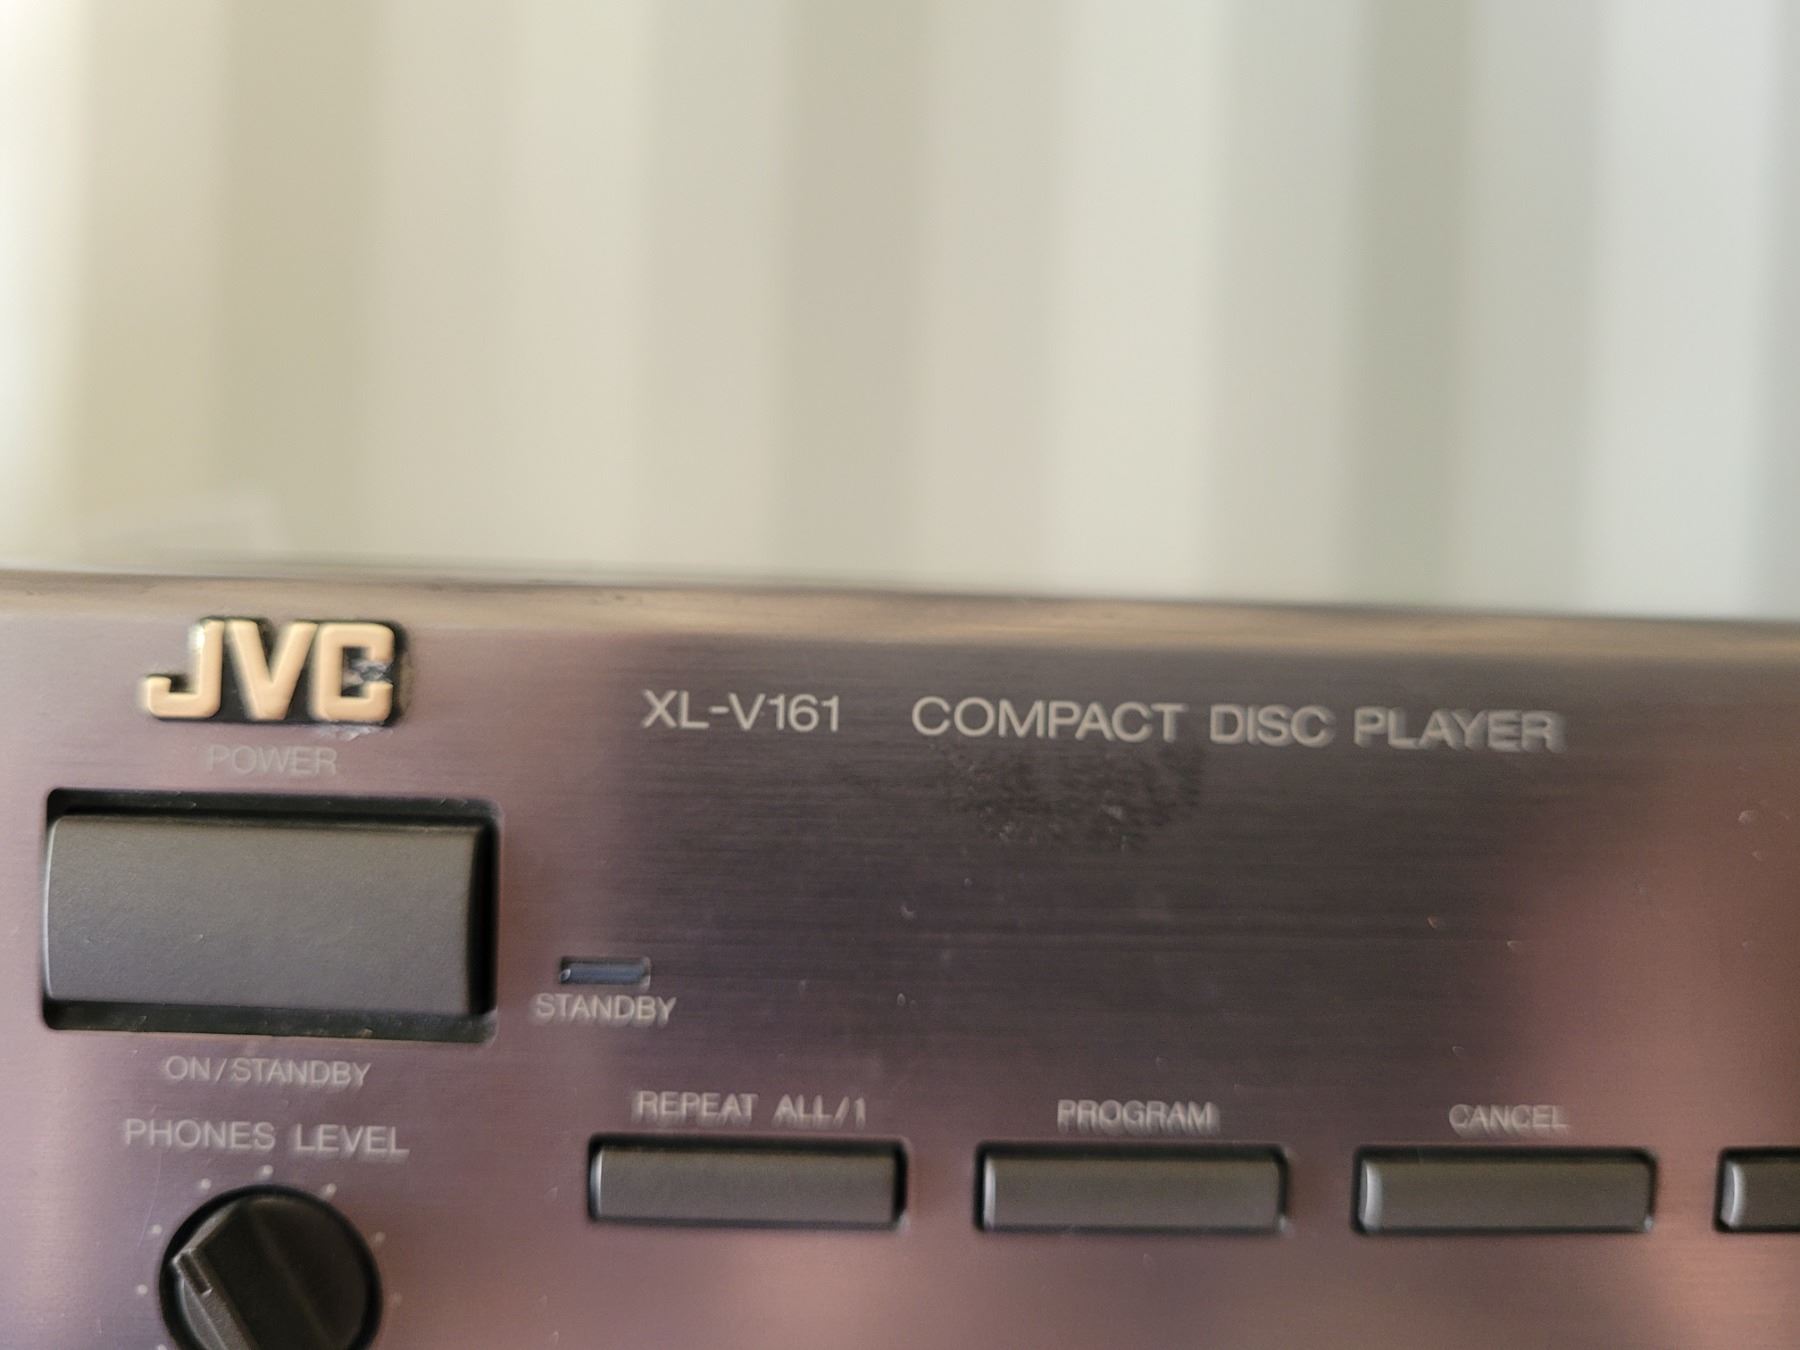 JVC
XL-V161 COMPACT DISC PLAYER
POWER
STANDBY
ON/STANDBY
REPEAT ALL/1
PROGRAM
CANCEL
PHONES LEVEL